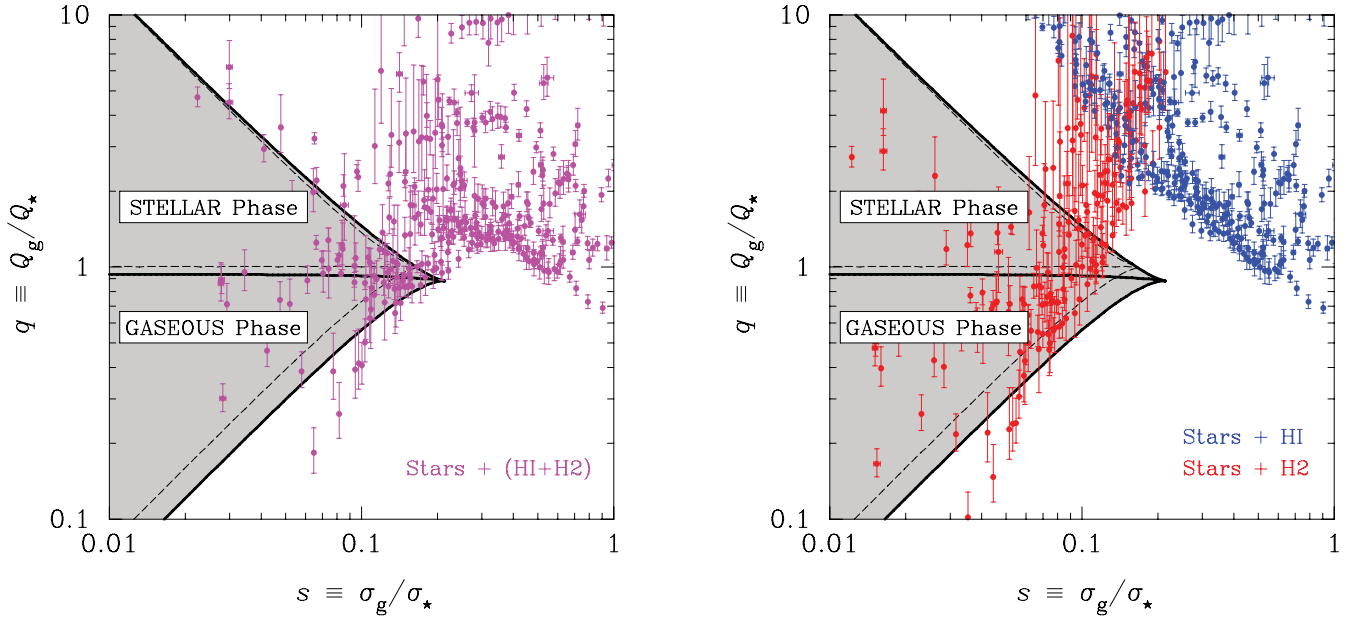 10
1
0.1
q ≡ Q_g/Q_⋆
STELLAR Phase
GASEOUS Phase
Stars + (HI+H2)
0.01
0.1
1
s ≡ σ_g/σ_⋆
10
1
0.1
q ≡ Q_g/Q_⋆
STELLAR Phase
GASEOUS Phase
Stars + HI
Stars + H2
0.01
0.1
1
s ≡ σ_g/σ_⋆